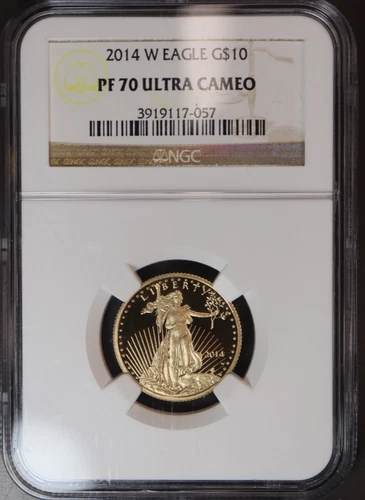 2014 W EAGLE G$10
PF 70 ULTRA CAMEO
3919117-057
NGC
LIBERTY
2014